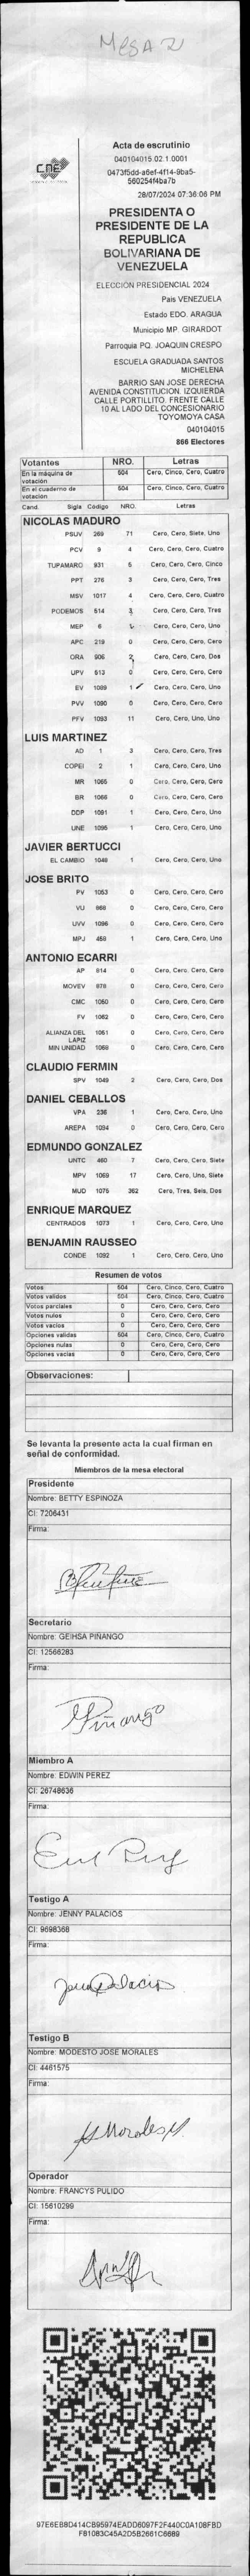 MESA 2
CNE
Acta de escrutinio
040104015.02.1.0001
0473f5dd-a6ef-4f14-9ba5-
560254f4ba7b
28/07/2024 07:36:06 PM
PRESIDENTA O
PRESIDENTE DE LA
REPUBLICA
BOLIVARIANA DE
VENEZUELA
ELECCION PRESIDENCIAL 2024
Pais VENEZUELA
Estado EDO. ARAGUA
Municipio MP. GIRARDOT
Parroquia PQ. JOAQUIN CRESPO
ESCUELA GRADUADA SANTOS
MICHELENA
BARRIO SAN JOSE DERECHA
AVENIDA CONSTITUCION. IZQUIERDA
CALLE PORTILLITO. FRENTE CALLE
10 AL LADO DEL CONCESIONARIO
TOYOMOYA CASA
040104015
866 Electores
Votantes NRO. Letras
En la máquina de votación 504 Cero, Cinco, Cero, Cuatro
En el cuaderno de votación 504 Cero, Cinco, Cero, Cuatro
Cand. Sigla Codigo NRO. Letras
NICOLAS MADURO
PSUV 269 71 Cero, Cero, Siete, Uno
PCV 9 4 Cero, Cero, Cero, Cuatro
TUPAMARO 931 5 Cero, Cero, Cero, Cinco
PPT 276 3 Cero, Cero, Cero, Tres
MSV 1017 4 Cero, Cero, Cero, Cuatro
PODEMOS 514 3 Cero, Cero, Cero, Tres
MEP 6 1 Cero, Cero, Cero, Uno
APC 219 0 Cero, Cero, Cero, Cero
ORA 906 2 Cero, Cero, Cero, Dos
UPV 513 0 Cero, Cero, Cero, Cero
EV 1089 1 Cero, Cero, Cero, Uno
PVV 1090 0 Cero, Cero, Cero, Cero
PFV 1093 11 Cero, Cero, Uno, Uno
LUIS MARTINEZ
AD 1 3 Cero, Cero, Cero, Tres
COPEI 2 1 Cero, Cero, Cero, Uno
MR 1065 0 Cero, Cero, Cero, Cero
BR 1066 0 Cero, Cero, Cero, Cero
DDP 1091 1 Cero, Cero, Cero, Uno
UNE 1095 1 Cero, Cero, Cero, Uno
JAVIER BERTUCCI
EL CAMBIO 1046 1 Cero, Cero, Cero, Uno
JOSE BRITO
PV 1053 0 Cero, Cero, Cero, Cero
VU 868 0 Cero, Cero, Cero, Cero
UVV 1096 0 Cero, Cero, Cero, Cero
MPJ 459 1 Cero, Cero, Cero, Uno
ANTONIO ECARRI
AP 914 0 Cero, Cero, Cero, Cero
MOVEV 878 0 Cero, Cero, Cero, Cero
CMC 1050 0 Cero, Cero, Cero, Cero
FV 1062 0 Cero, Cero, Cero, Cero
ALIANZA DEL LAPIZ 1051 0 Cero, Cero, Cero, Cero
MIN UNIDAD 1069 0 Cero, Cero, Cero, Cero
CLAUDIO FERMIN
SPV 1049 2 Cero, Cero, Cero, Dos
DANIEL CEBALLOS
VPA 236 1 Cero, Cero, Cero, Uno
AREPA 1094 0 Cero, Cero, Cero, Cero
EDMUNDO GONZALEZ
UNTC 460 7 Cero, Cero, Cero, Siete
MPV 1069 17 Cero, Cero, Uno, Siete
MUD 1075 362 Cero, Tres, Seis, Dos
ENRIQUE MARQUEZ
CENTRADOS 1073 1 Cero, Cero, Cero, Uno
BENJAMIN RAUSSEO
CONDE 1092 1 Cero, Cero, Cero, Uno
Resumen de votos
Votos 504 Cero, Cinco, Cero, Cuatro
Votos validos 504 Cero, Cinco, Cero, Cuatro
Votos parciales 0 Cero, Cero, Cero, Cero
Votos nulos 0 Cero, Cero, Cero, Cero
Votos vacios 0 Cero, Cero, Cero, Cero
Opciones validas 504 Cero, Cinco, Cero, Cuatro
Opciones nulas 0 Cero, Cero, Cero, Cero
Opciones vacias 0 Cero, Cero, Cero, Cero
Observaciones:
Se levanta la presente acta la cual firman en
señal de conformidad.
Miembros de la mesa electoral
Presidente
Nombre: BETTY ESPINOZA
CI: 7206431
Firma:
Secretario
Nombre: GEIHSA PIÑANGO
CI: 12566283
Firma:
Piñango
Miembro A
Nombre: EDWIN PEREZ
CI: 26748636
Firma:
Testigo A
Nombre: JENNY PALACIOS
CI: 9698368
Firma:
Testigo B
Nombre: MODESTO JOSE MORALES
CI: 4461575
Firma:
Operador
Nombre: FRANCYS PULIDO
CI: 15610299
Firma:
97E6EB8D414CB95974EADD6097F2F440C0A108FBD
FB1083C45A2D5B2661C6689